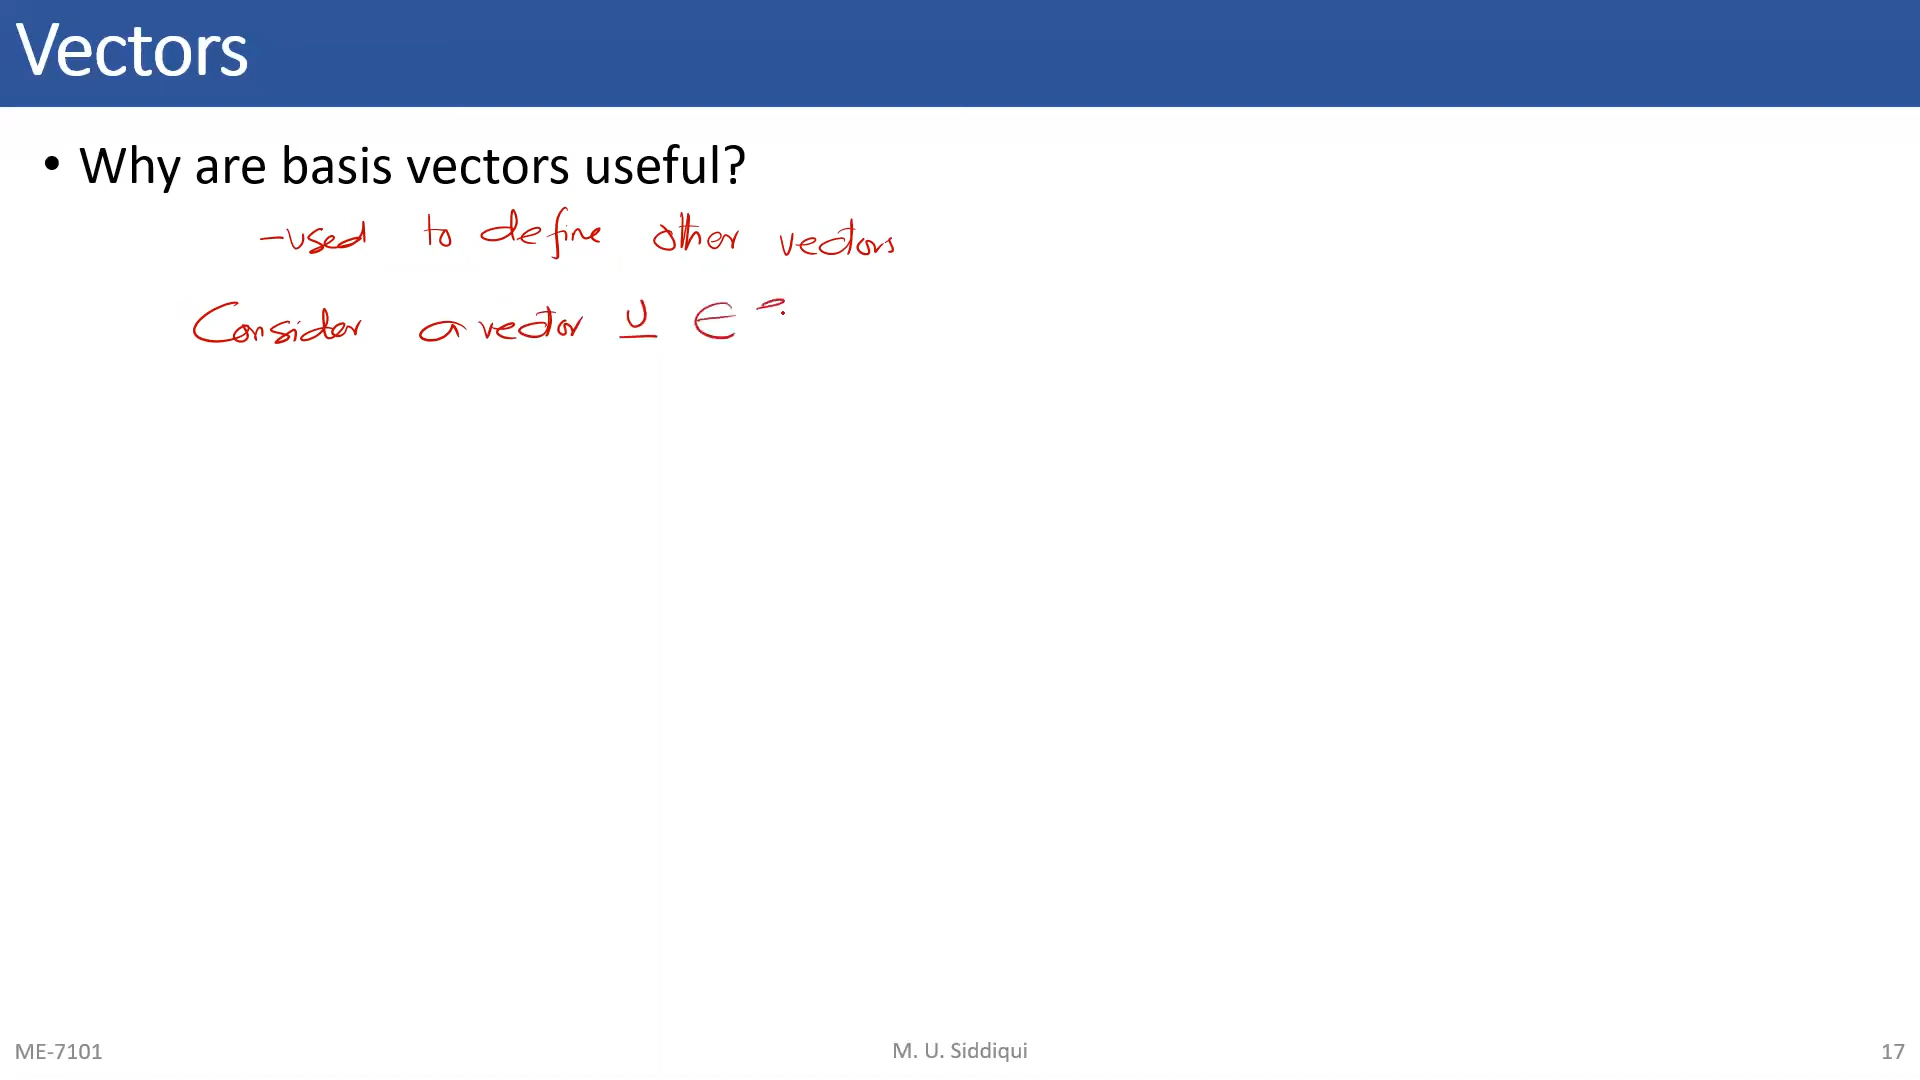 Vectors
• Why are basis vectors useful?
-used to define other vectors
Consider a vector U ∈
ME-7101
M. U. Siddiqui
17